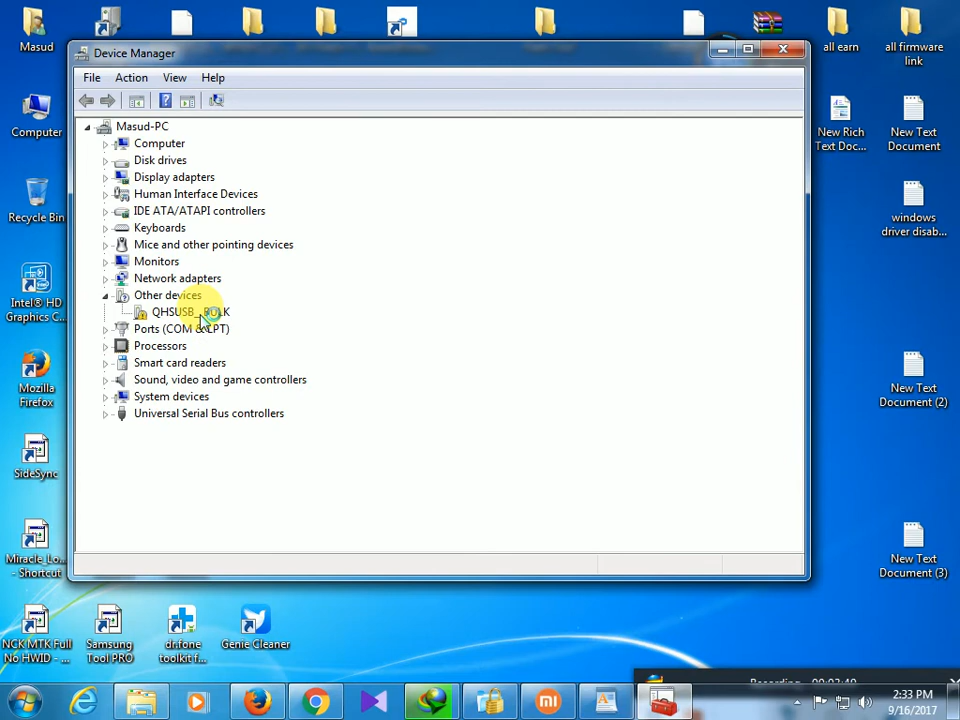 Masud
all earn
all firmware
link
Device Manager
File
Action
View
Help
Masud-PC
Computer
Disk drives
Display adapters
Human Interface Devices
IDE ATA/ATAPI controllers
Keyboards
Mice and other pointing devices
Monitors
Network adapters
Other devices
QHSUSB_BULK
Ports (COM & LPT)
Processors
Smart card readers
Sound, video and game controllers
System devices
Universal Serial Bus controllers
Computer
New Rich
Text Doc...
New Text
Document
Recycle Bin
windows
driver disab...
Intel® HD
Graphics C...
Mozilla
Firefox
New Text
Document (2)
SideSync
Miracle_Lo...
- Shortcut
New Text
Document (3)
NCK MTK Full
No HWID - ...
Samsung
Tool PRO
dr.fone
toolkit f...
Genie Cleaner
2:33 PM
9/16/2017